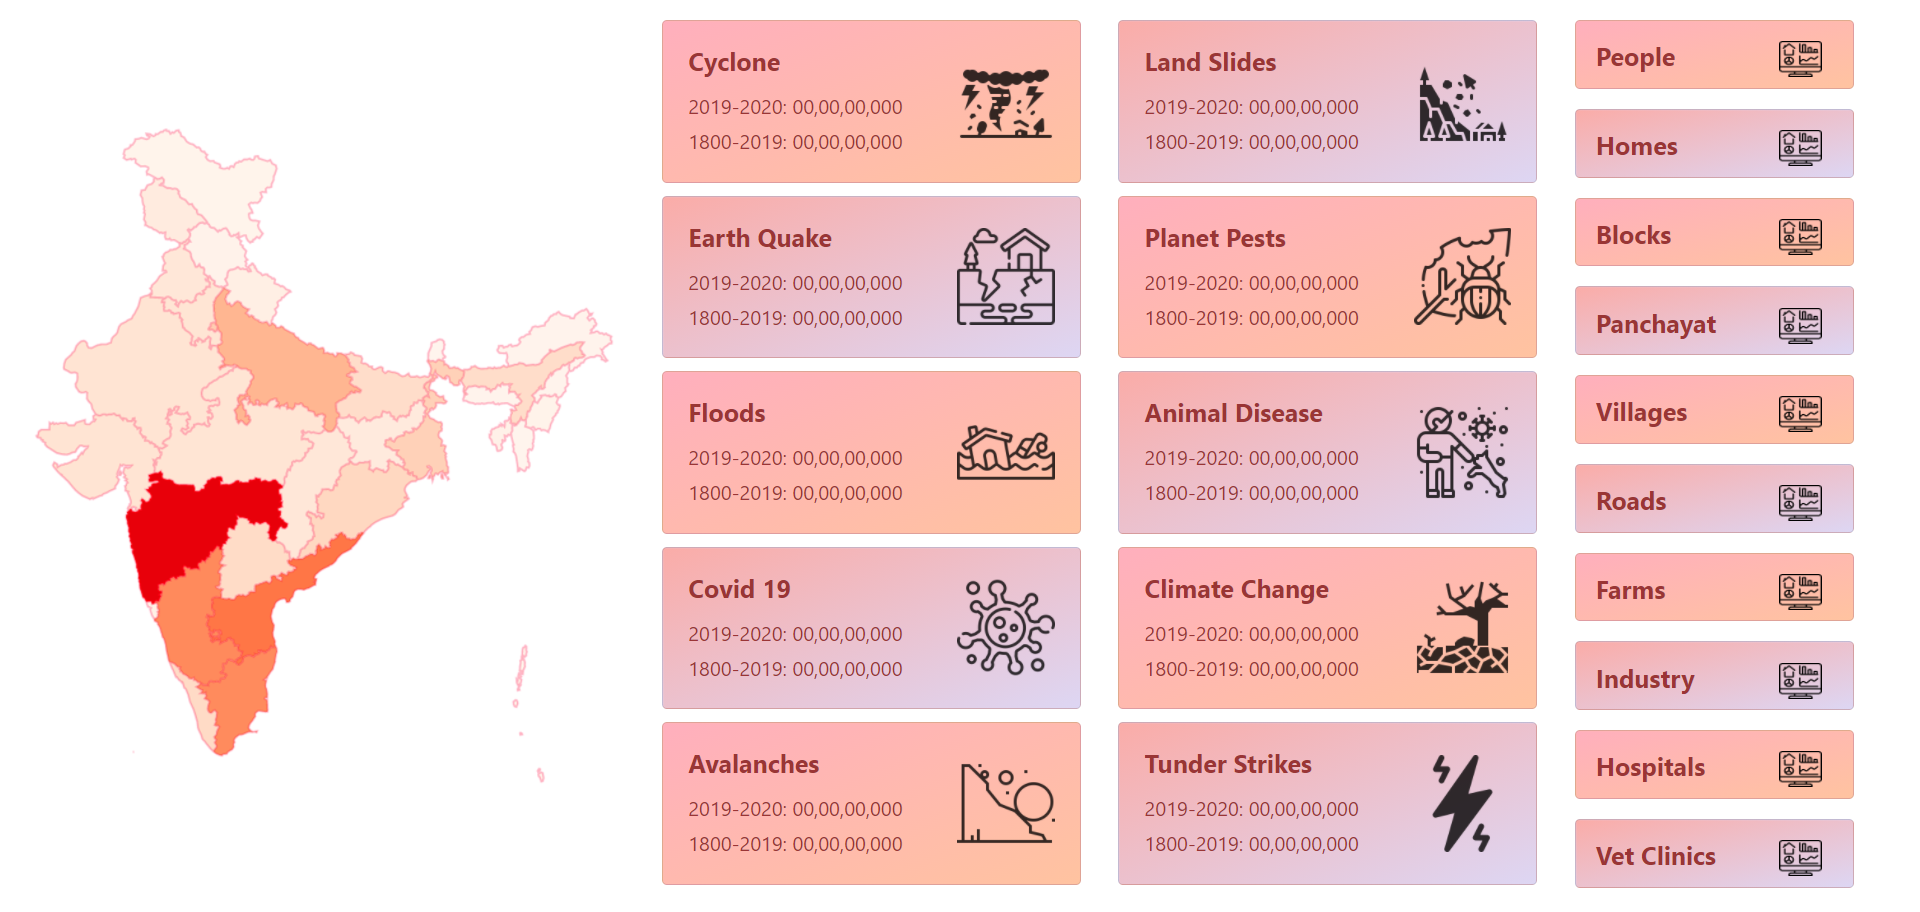 Cyclone
2019-2020: 00,00,00,000
1800-2019: 00,00,00,000
Land Slides
2019-2020: 00,00,00,000
1800-2019: 00,00,00,000
Earth Quake
2019-2020: 00,00,00,000
1800-2019: 00,00,00,000
Planet Pests
2019-2020: 00,00,00,000
1800-2019: 00,00,00,000
Floods
2019-2020: 00,00,00,000
1800-2019: 00,00,00,000
Animal Disease
2019-2020: 00,00,00,000
1800-2019: 00,00,00,000
Covid 19
2019-2020: 00,00,00,000
1800-2019: 00,00,00,000
Climate Change
2019-2020: 00,00,00,000
1800-2019: 00,00,00,000
Avalanches
2019-2020: 00,00,00,000
1800-2019: 00,00,00,000
Tunder Strikes
2019-2020: 00,00,00,000
1800-2019: 00,00,00,000
People
Homes
Blocks
Panchayat
Villages
Roads
Farms
Industry
Hospitals
Vet Clinics